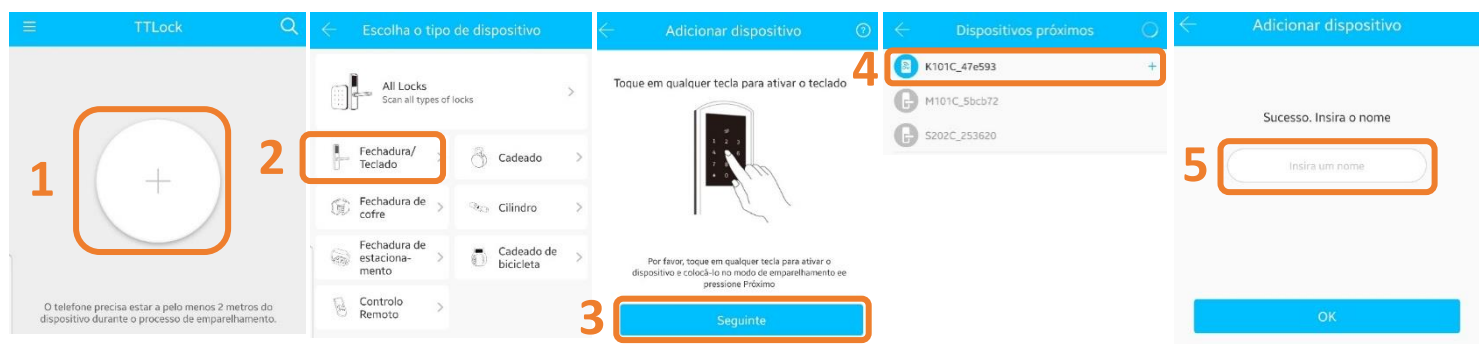 TTLock
1
O telefone precisa estar a pelo menos 2 metros do
dispositivo durante o processo de emparelhamento.
Escolha o tipo de dispositivo
All Locks
Scan all types of locks
2
Fechadura/
Teclado
Cadeado
Fechadura de
cofre
Cilindro
Fechadura de
estaciona-
mento
Cadeado de
bicicleta
Controlo
Remoto
Adicionar dispositivo
Toque em qualquer tecla para ativar o teclado
Por favor, toque em qualquer tecla para ativar o
dispositivo e colocá-lo no modo de emparelhamento ee
pressione Próximo
3
Seguinte
Dispositivos próximos
4
K101C_47e593
M101C_5bcb72
S202C_253620
Adicionar dispositivo
Sucesso. Insira o nome
5
Insira um nome
OK